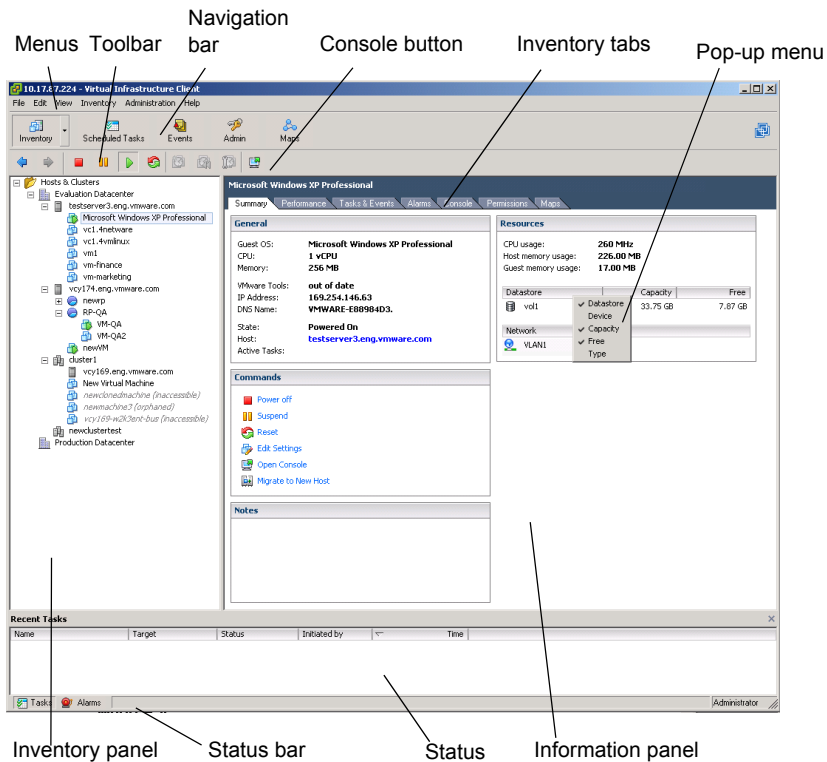 Navigation
Menus Toolbar bar Console button Inventory tabs Pop-up menu
10.17.87.224 - Virtual Infrastructure Client
File Edit View Inventory Administration Help
Inventory Scheduled Tasks Events Admin Maps
Hosts & Clusters
Evaluation Datacenter
testserver3.eng.vmware.com
Microsoft Windows XP Professional
vc1.4netware
vc1.4vmlinux
vm1
vm-finance
vm-marketing
vcy174.eng.vmware.com
newrp
RP-QA
VM-QA
VM-QA2
newVM
cluster1
vcy169.eng.vmware.com
New Virtual Machine
newclonedmachine (inaccessible)
newmachine3 (orphaned)
vcy169-w2k3ent-bus (inaccessible)
newclustertest
Production Datacenter
Microsoft Windows XP Professional
Summary Performance Tasks & Events Alarms Console Permissions Maps
General
Guest OS: Microsoft Windows XP Professional
CPU: 1 vCPU
Memory: 256 MB
VMware Tools: out of date
IP Address: 169.254.146.63
DNS Name: VMWARE-E88984D3.
State: Powered On
Host: testserver3.eng.vmware.com
Active Tasks:
Commands
Power off
Suspend
Reset
Edit Settings
Open Console
Migrate to New Host
Notes
Resources
CPU usage: 260 MHz
Host memory usage: 226.00 MB
Guest memory usage: 17.00 MB
Datastore Capacity Free
vol1 33.75 GB 7.87 GB
Network
VLAN1
Datastore
Device
Capacity
Free
Type
Recent Tasks
Name Target Status Initiated by Time
Tasks Alarms Administrator
Inventory panel Status bar Status Information panel